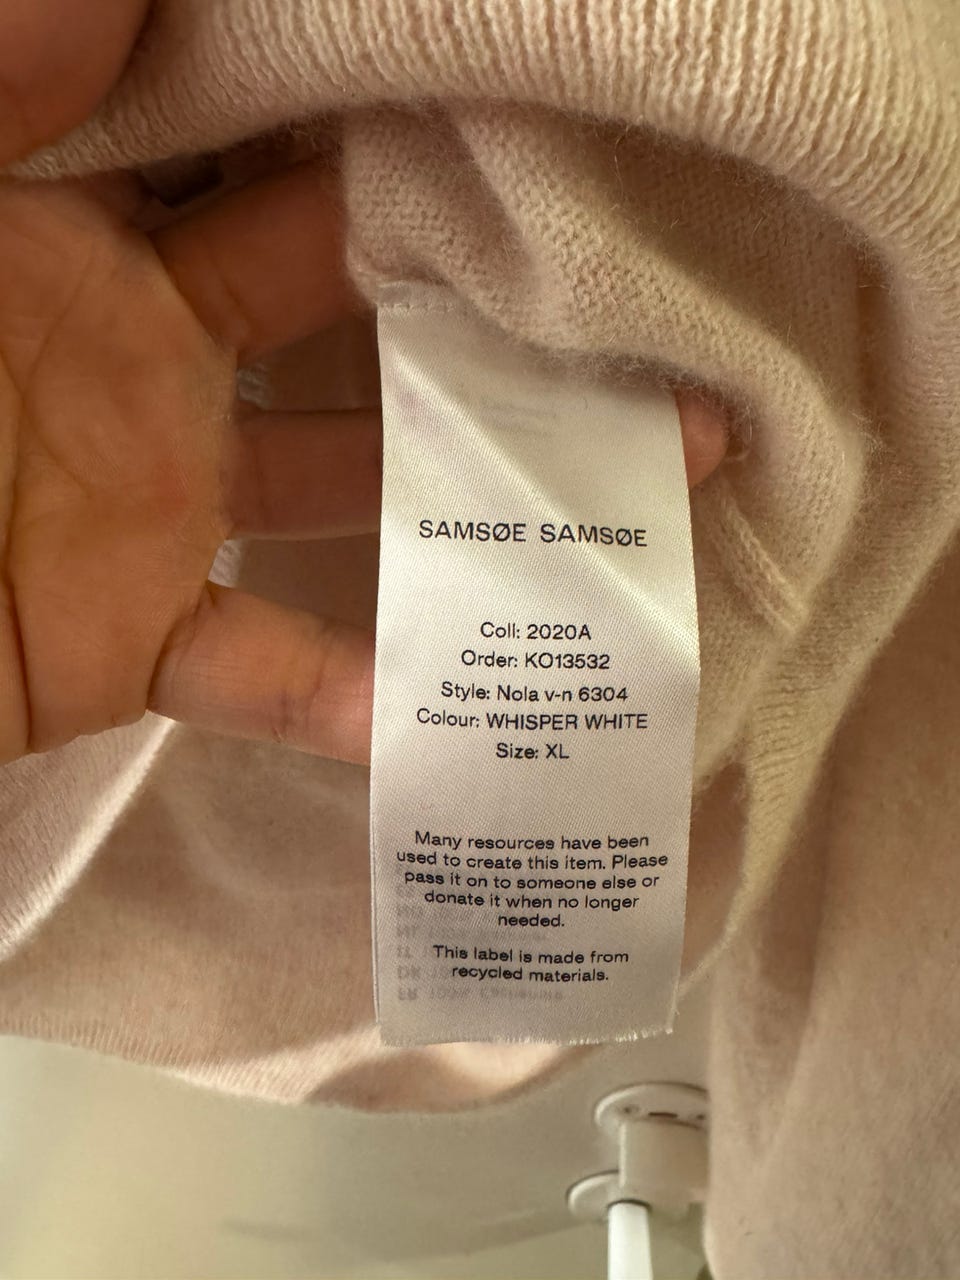 SAMSØE SAMSØE
Coll: 2020A
Order: KO13532
Style: Nola v-n 6304
Colour: WHISPER WHITE
Size: XL
Many resources have been
used to create this item. Please
pass it on to someone else or
donate it when no longer
needed.
This label is made from
recycled materials.